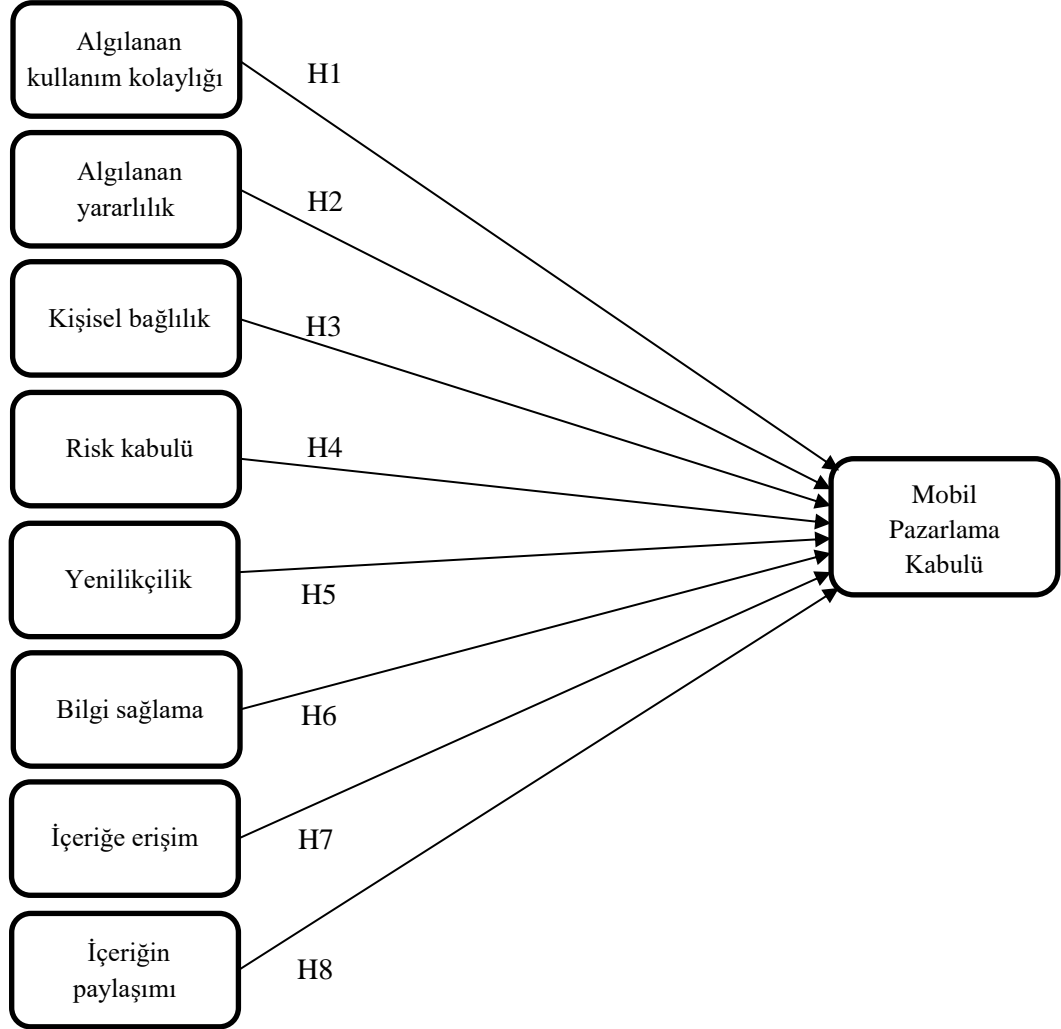 Algılanan
kullanım kolaylığı
H1
Algılanan
yararlılık
H2
Kişisel bağlılık
H3
Risk kabulü
H4
Yenilikçilik
H5
Bilgi sağlama
H6
İçeriğe erişim
H7
İçeriğin
paylaşımı
H8
Mobil
Pazarlama
Kabulü